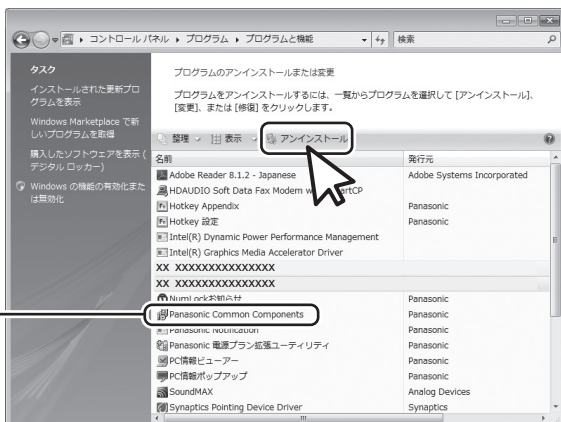 コントロール パネル ▸ プログラム ▸ プログラムと機能
検索
タスク
インストールされた更新プロ
グラムを表示
Windows Marketplace で新
しいプログラムを取得
購入したソフトウェアを表示 (
デジタル ロッカー)
Windows の機能の有効化また
は無効化
プログラムのアンインストールまたは変更
プログラムをアンインストールするには、一覧からプログラムを選択して [アンインストール]、
[変更]、または [修復] をクリックします。
整理 表示 アンインストール
名前 発行元
Adobe Reader 8.1.2 - Japanese Adobe Systems Incorporated
HDAUDIO Soft Data Fax Modem artCP
Hotkey Appendix Panasonic
Hotkey 設定 Panasonic
Intel(R) Dynamic Power Performance Management
Intel(R) Graphics Media Accelerator Driver
XX XXXXXXXXXXXXXXX
XX XXXXXXXXXXXXXXX
NumLockお知らせ Panasonic
Panasonic Common Components Panasonic
Panasonic Notification Panasonic
Panasonic 電源プラン拡張ユーティリティ Panasonic
PC情報ビューアー Panasonic
PC情報ポップアップ Panasonic
SoundMAX Analog Devices
Synaptics Pointing Device Driver Synaptics